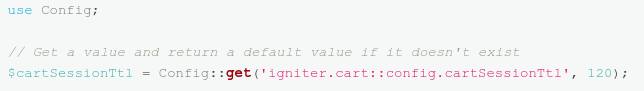 use Config;
// Get a value and return a default value if it doesn't exist
$cartSessionTtl = Config::get('igniter.cart::config.cartSessionTtl', 120);